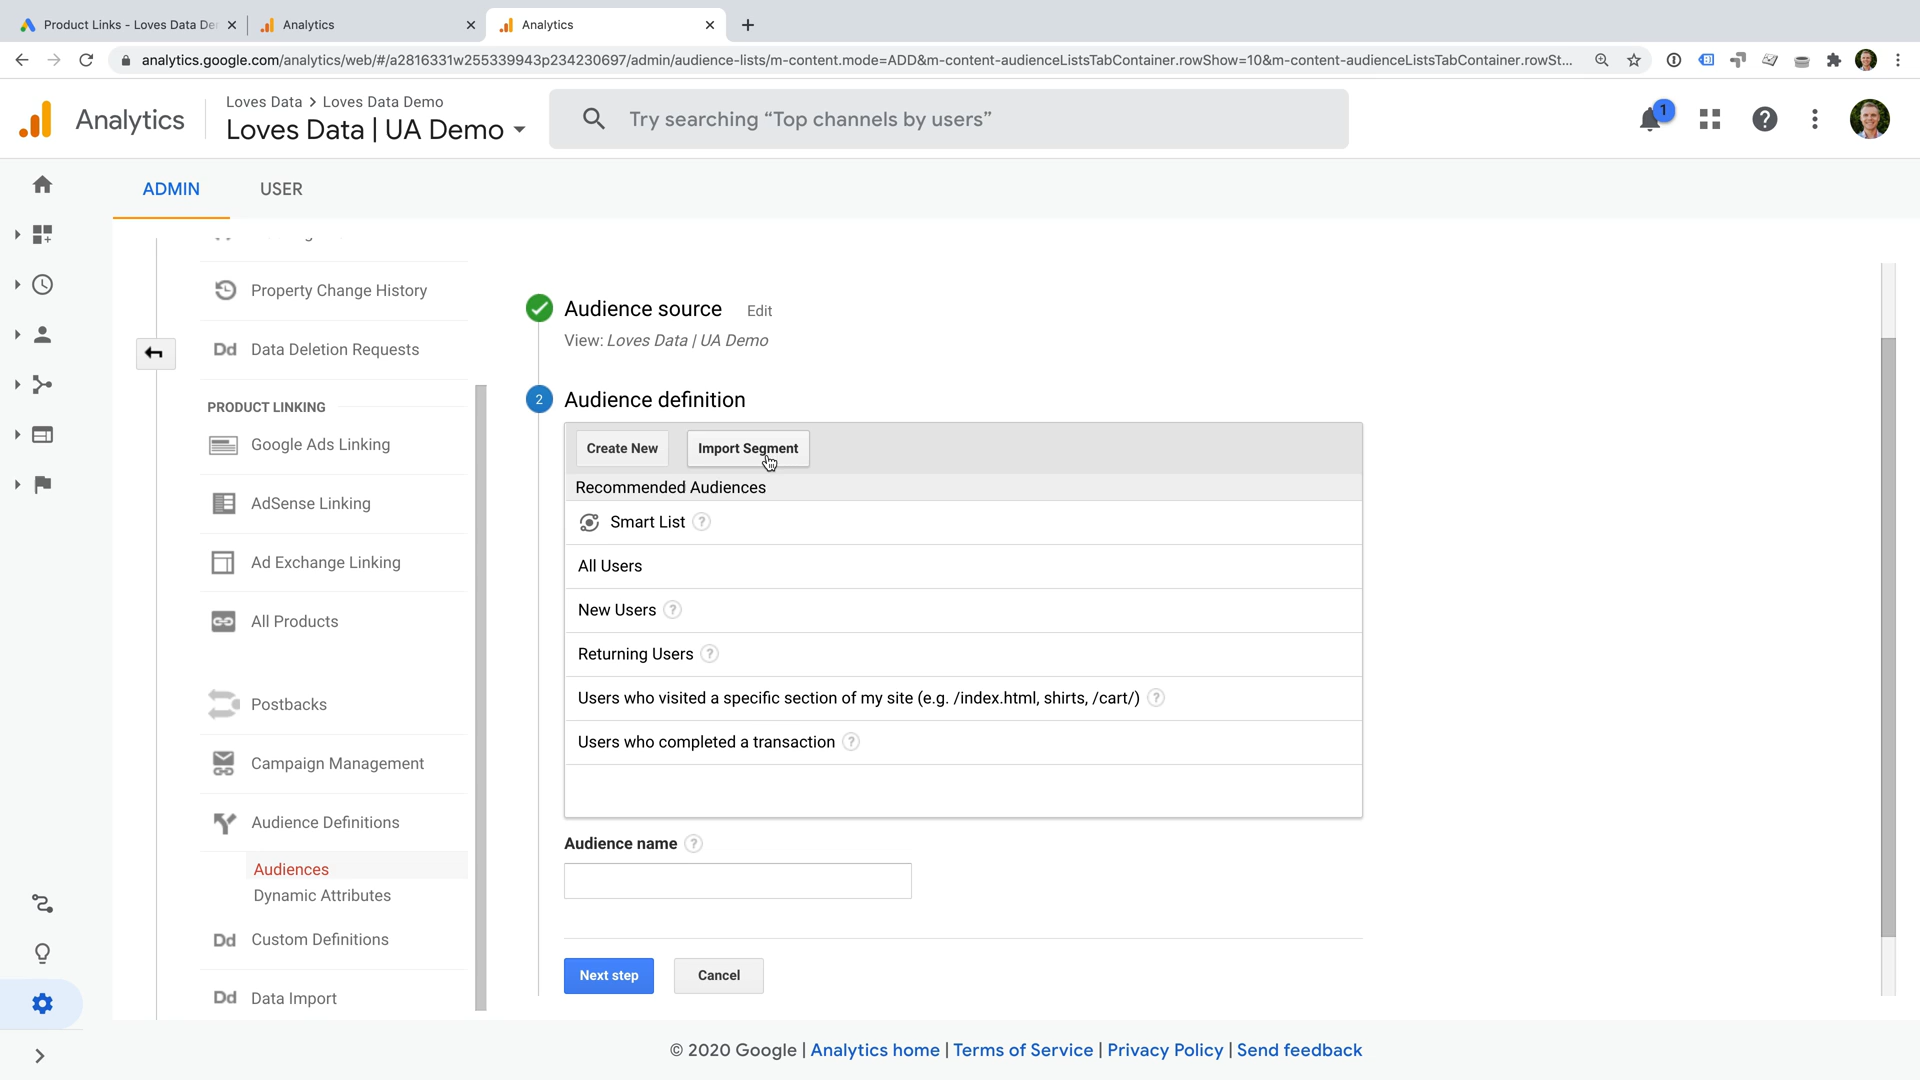 Product Links - Loves Data De
Analytics
Analytics
analytics.google.com/analytics/web/#/a2816331w255339943p234230697/admin/audience-lists/m-content.mode=ADD&m-content-audienceListsTabContainer.rowShow=10&m-content-audienceListsTabContainer.rowSt...
Analytics
Loves Data > Loves Data Demo
Loves Data | UA Demo
Try searching “Top channels by users”
1
ADMIN
USER
Property Change History
Dd Data Deletion Requests
PRODUCT LINKING
Google Ads Linking
AdSense Linking
Ad Exchange Linking
All Products
Postbacks
Campaign Management
Audience Definitions
Audiences
Dynamic Attributes
Dd Custom Definitions
Dd Data Import
Audience source Edit
View: Loves Data | UA Demo
2 Audience definition
Create New Import Segment
Recommended Audiences
Smart List ?
All Users
New Users ?
Returning Users ?
Users who visited a specific section of my site (e.g. /index.html, shirts, /cart/) ?
Users who completed a transaction ?
Audience name ?
Next step Cancel
© 2020 Google | Analytics home | Terms of Service | Privacy Policy | Send feedback